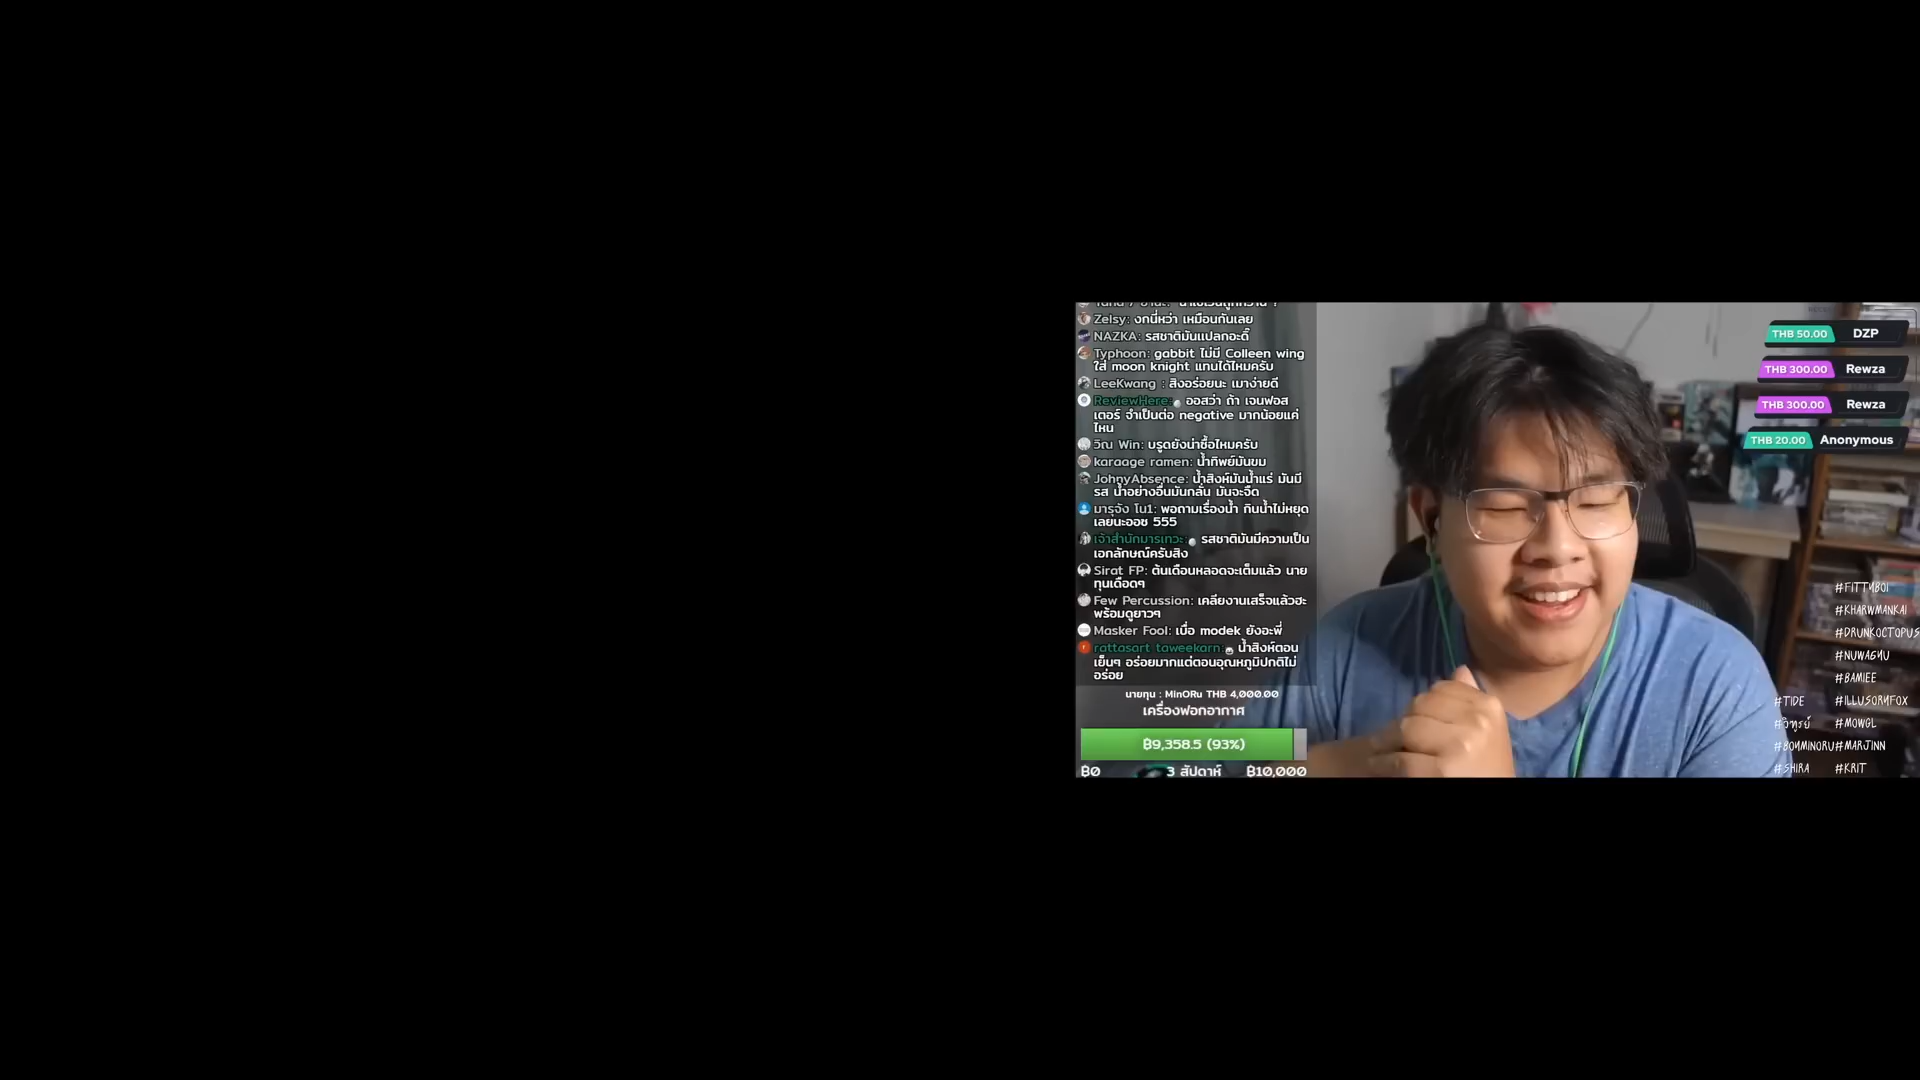 Zelsy: งกนี่หว่า เหมือนกันเลย
NAZKA: รสชาติมันแปลกอะดิ๊
Typhoon: gabbit ไม่มี Colleen wing
ใส่ moon knight แทนได้ไหมครับ
LeeKwang : สิงอร่อยนะ เมาง่ายดี
ReviewHere: ออสว่า ถ้า เจนฟอส
เตอร์ จำเป็นต่อ negative มากน้อยแค่
ไหน
วิณ Win: บรูดยังน่าซื้อไหมครับ
karaage ramen: น้ำทิพย์มันขม
JohnyAbsence: น้ำสิงห์มันน้ำแร่ มันมี
รส น้ำอย่างอื่นมันกลั่น มันจะจืด
มารุจัง โน1: พอถามเรื่องน้ำ กินน้ำไม่หยุด
เลยนะออช 555
เจ้าสำนักมารเทวะ: รสชาติมันมีความเป็น
เอกลักษณ์ครับสิง
Sirat FP: ต้นเดือนหลอดจะเต็มแล้ว นาย
ทุนเดือดๆ
Few Percussion: เคลียงานเสร็จแล้วฮะ
พร้อมดูยาวๆ
Masker Fool: เบื่อ modek ยังอะพี่
rattasart taweekarn: น้ำสิงห์ตอน
เย็นๆ อร่อยมากแต่ตอนอุณหภูมิปกติไม่
อร่อย
นายทุน : MinORu THB 4,000.00
เครื่องฟอกอากาศ
฿9,358.5 (93%)
฿0 3 สัปดาห์ ฿10,000
THB 50.00 DZP
THB 300.00 Rewza
THB 300.00 Rewza
THB 20.00 Anonymous
#FITTYBOI
#KHARWMANKAI
#DRUNKOCTOPUS
#NUWAGYU
#BAMIEE
#TIDE #ILLUSORYFOX
#วิฑูรย์ #MOWGL
#BOYMINORU #MARJINN
#SHIRA #KRIT